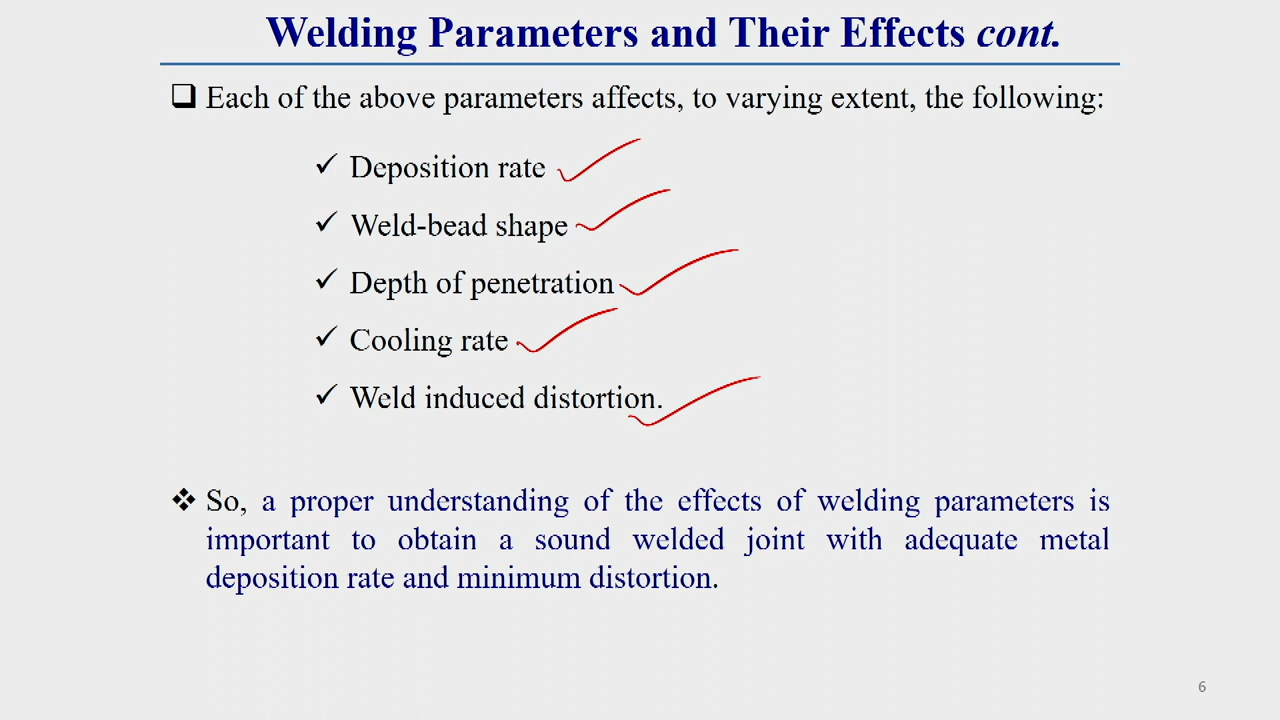 Welding Parameters and Their Effects cont.
Each of the above parameters affects, to varying extent, the following:
Deposition rate
Weld-bead shape
Depth of penetration
Cooling rate
Weld induced distortion.
So, a proper understanding of the effects of welding parameters is
important to obtain a sound welded joint with adequate metal
deposition rate and minimum distortion.
6